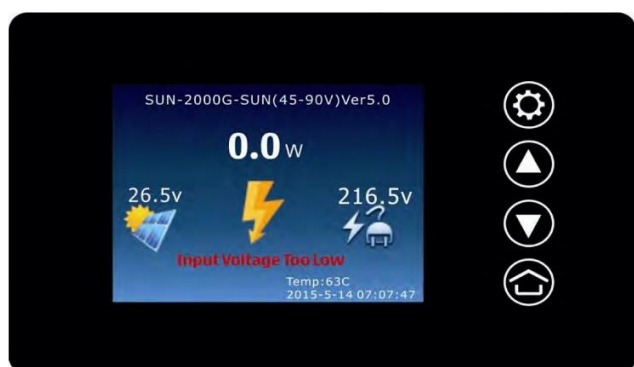 SUN-2000G-SUN(45-90V)Ver5.0
0.0 W
26.5v
216.5v
Input Voltage Too Low
Temp:63C
2015-5-14 07:07:47